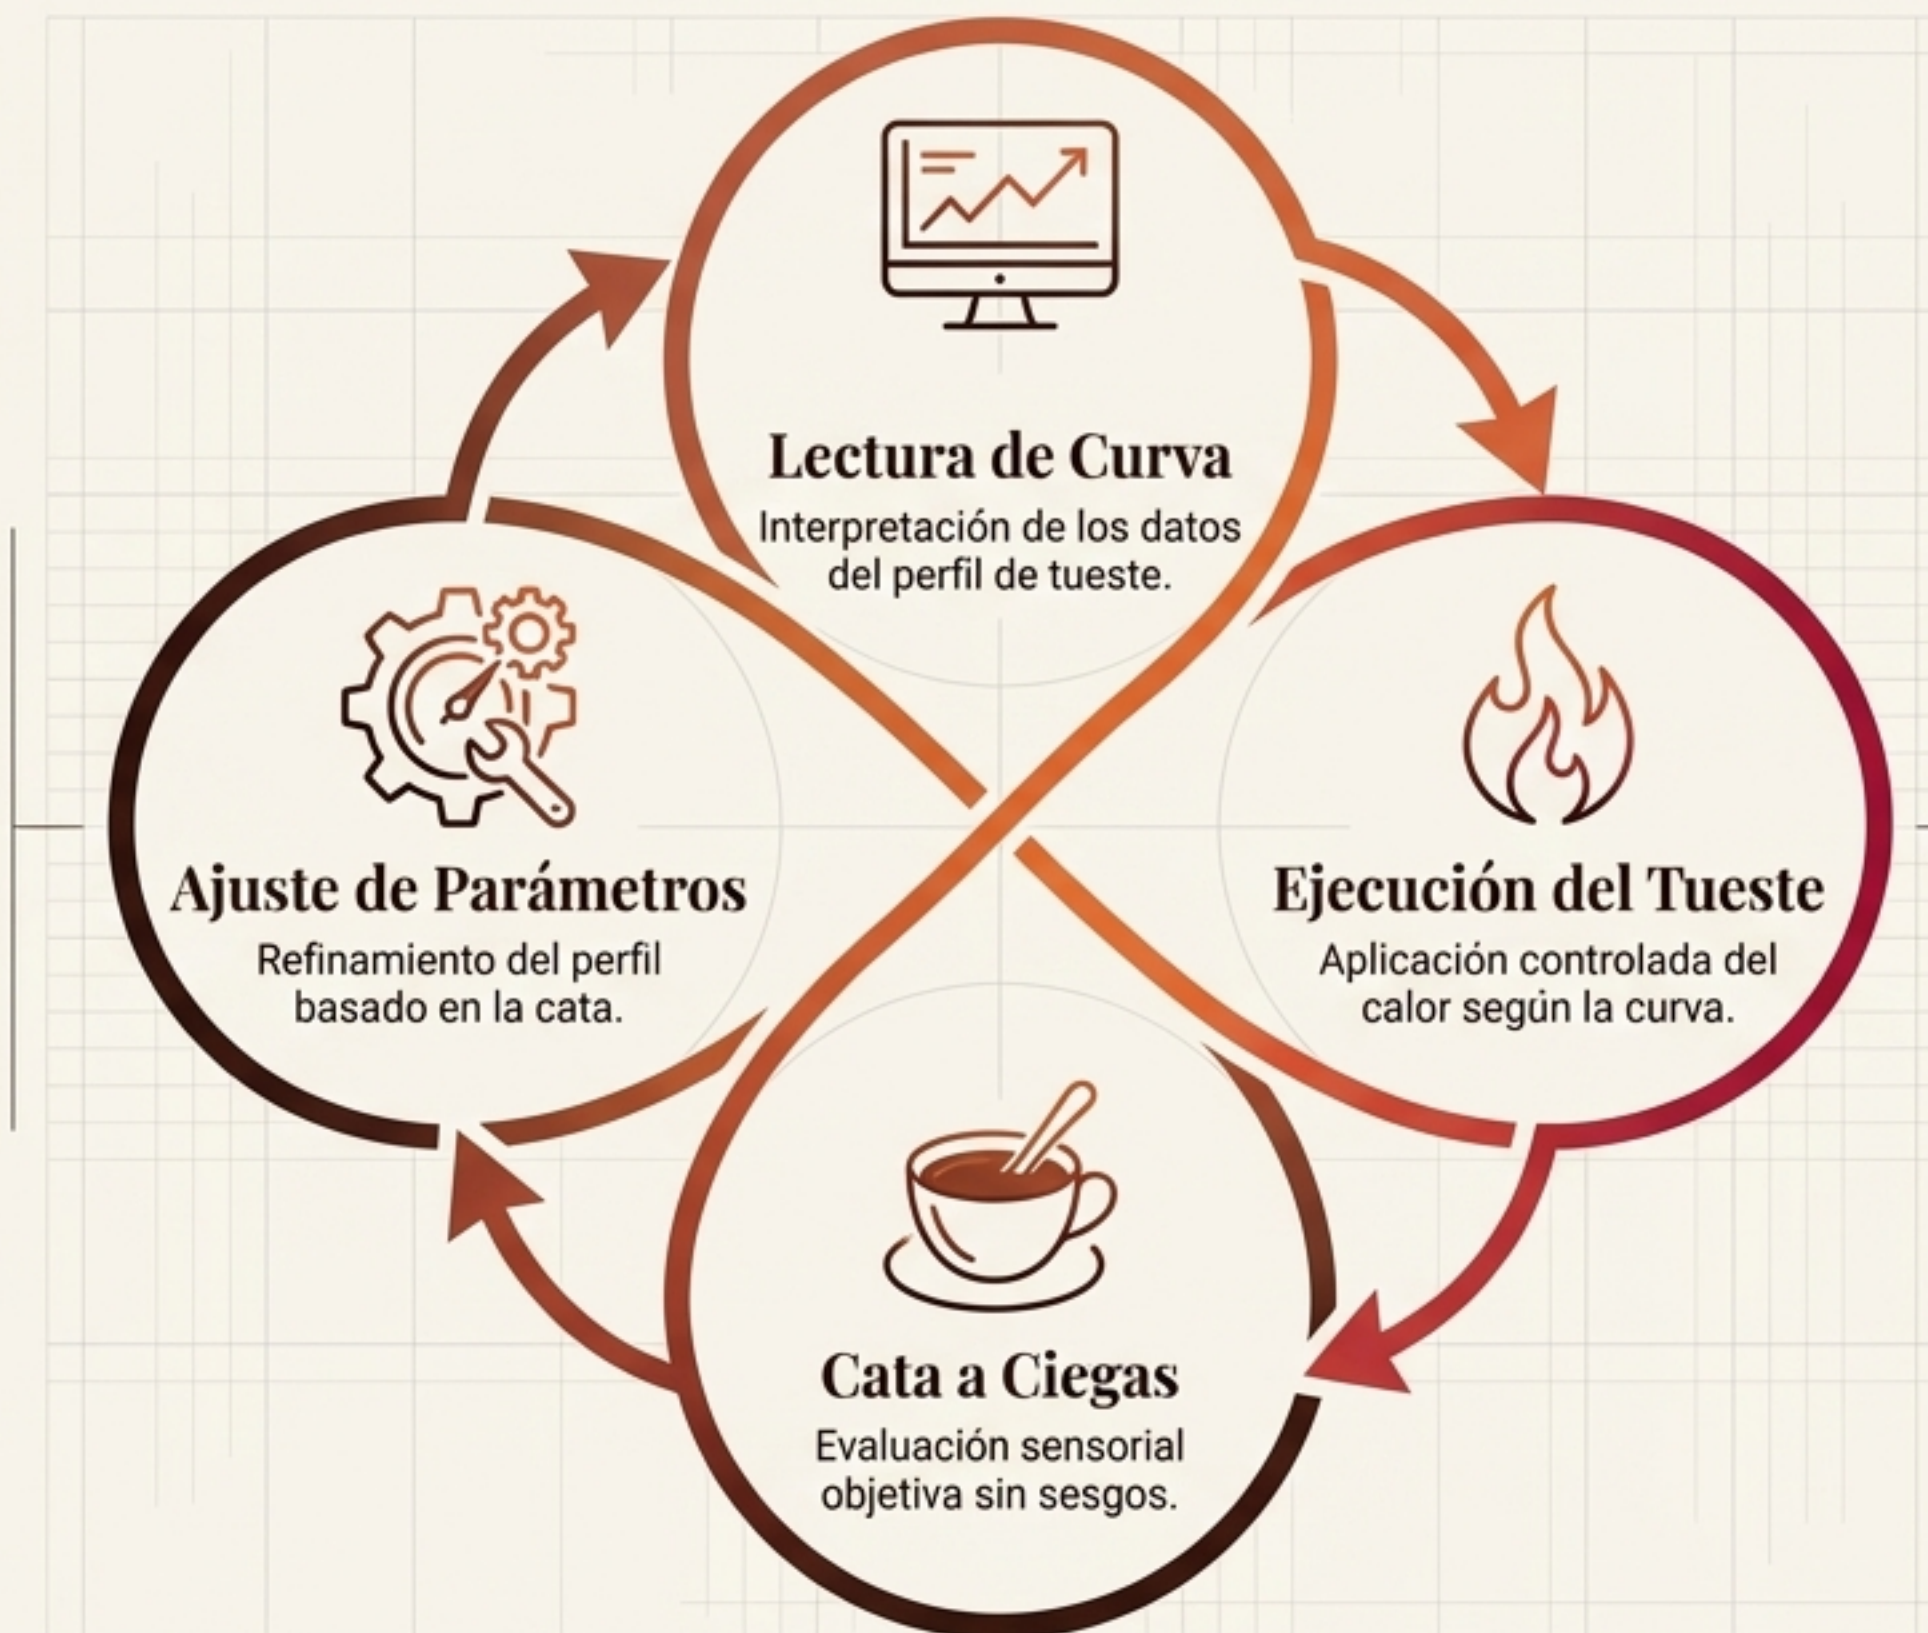 Lectura de Curva
Interpretación de los datos
del perfil de tueste.
Ajuste de Parámetros
Refinamiento del perfil
basado en la cata.
Ejecución del Tueste
Aplicación controlada del
calor según la curva.
Cata a Ciegas
Evaluación sensorial
objetiva sin sesgos.